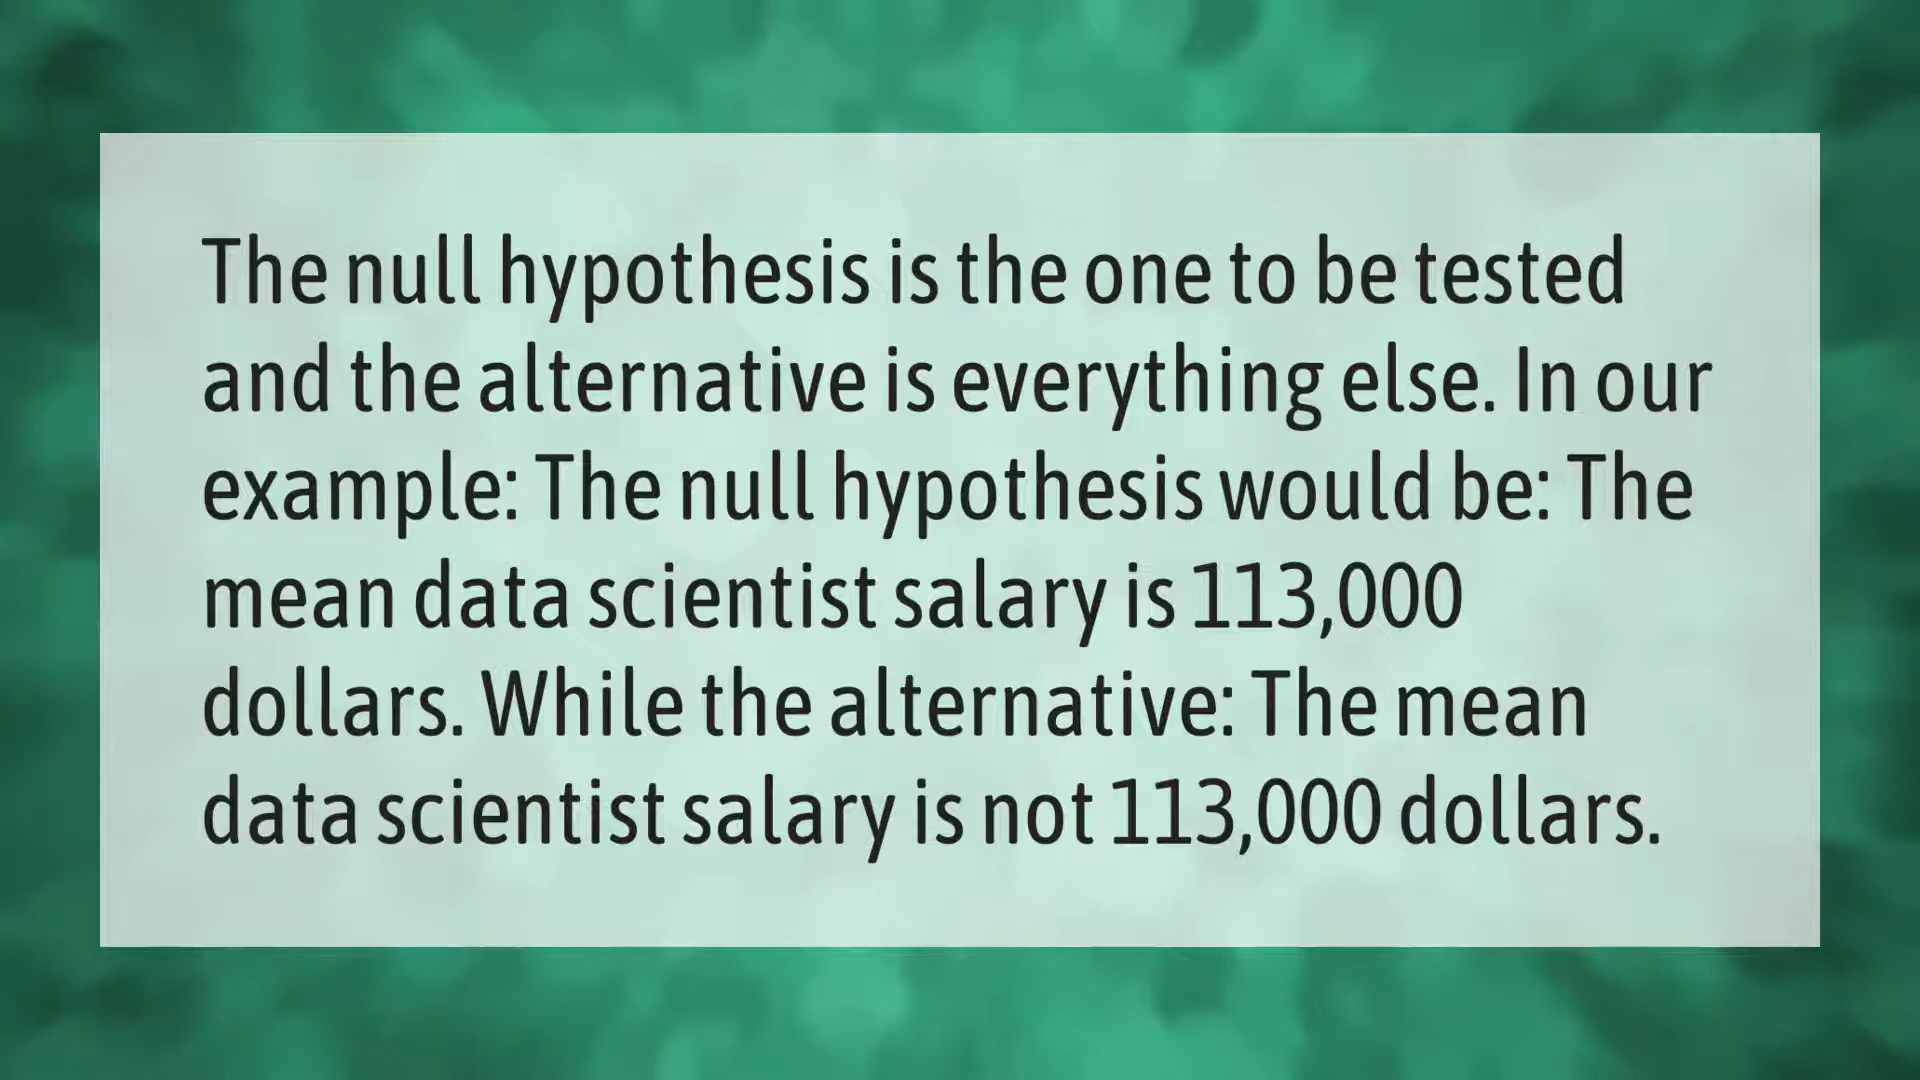 The null hypothesis is the one to be tested
and the alternative is everything else. In our
example: The null hypothesis would be: The
mean data scientist salary is 113,000
dollars. While the alternative: The mean
data scientist salary is not 113,000 dollars.